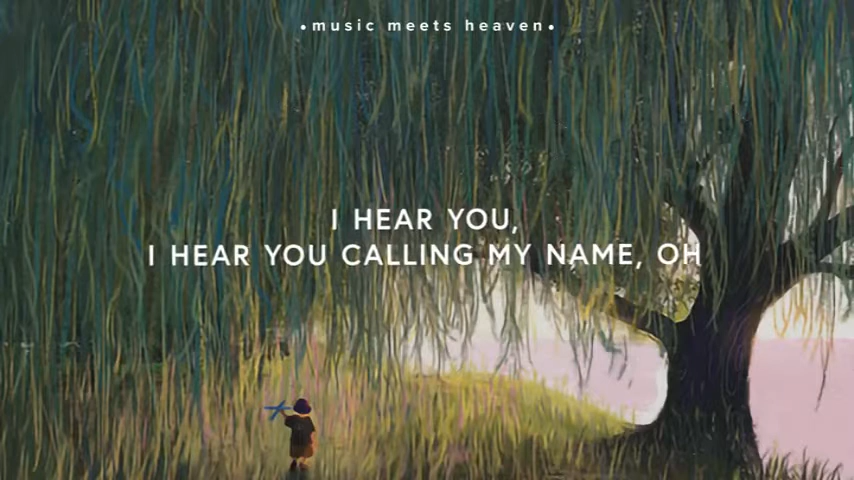 •music meets heaven•
I HEAR YOU,
I HEAR YOU CALLING MY NAME, OH